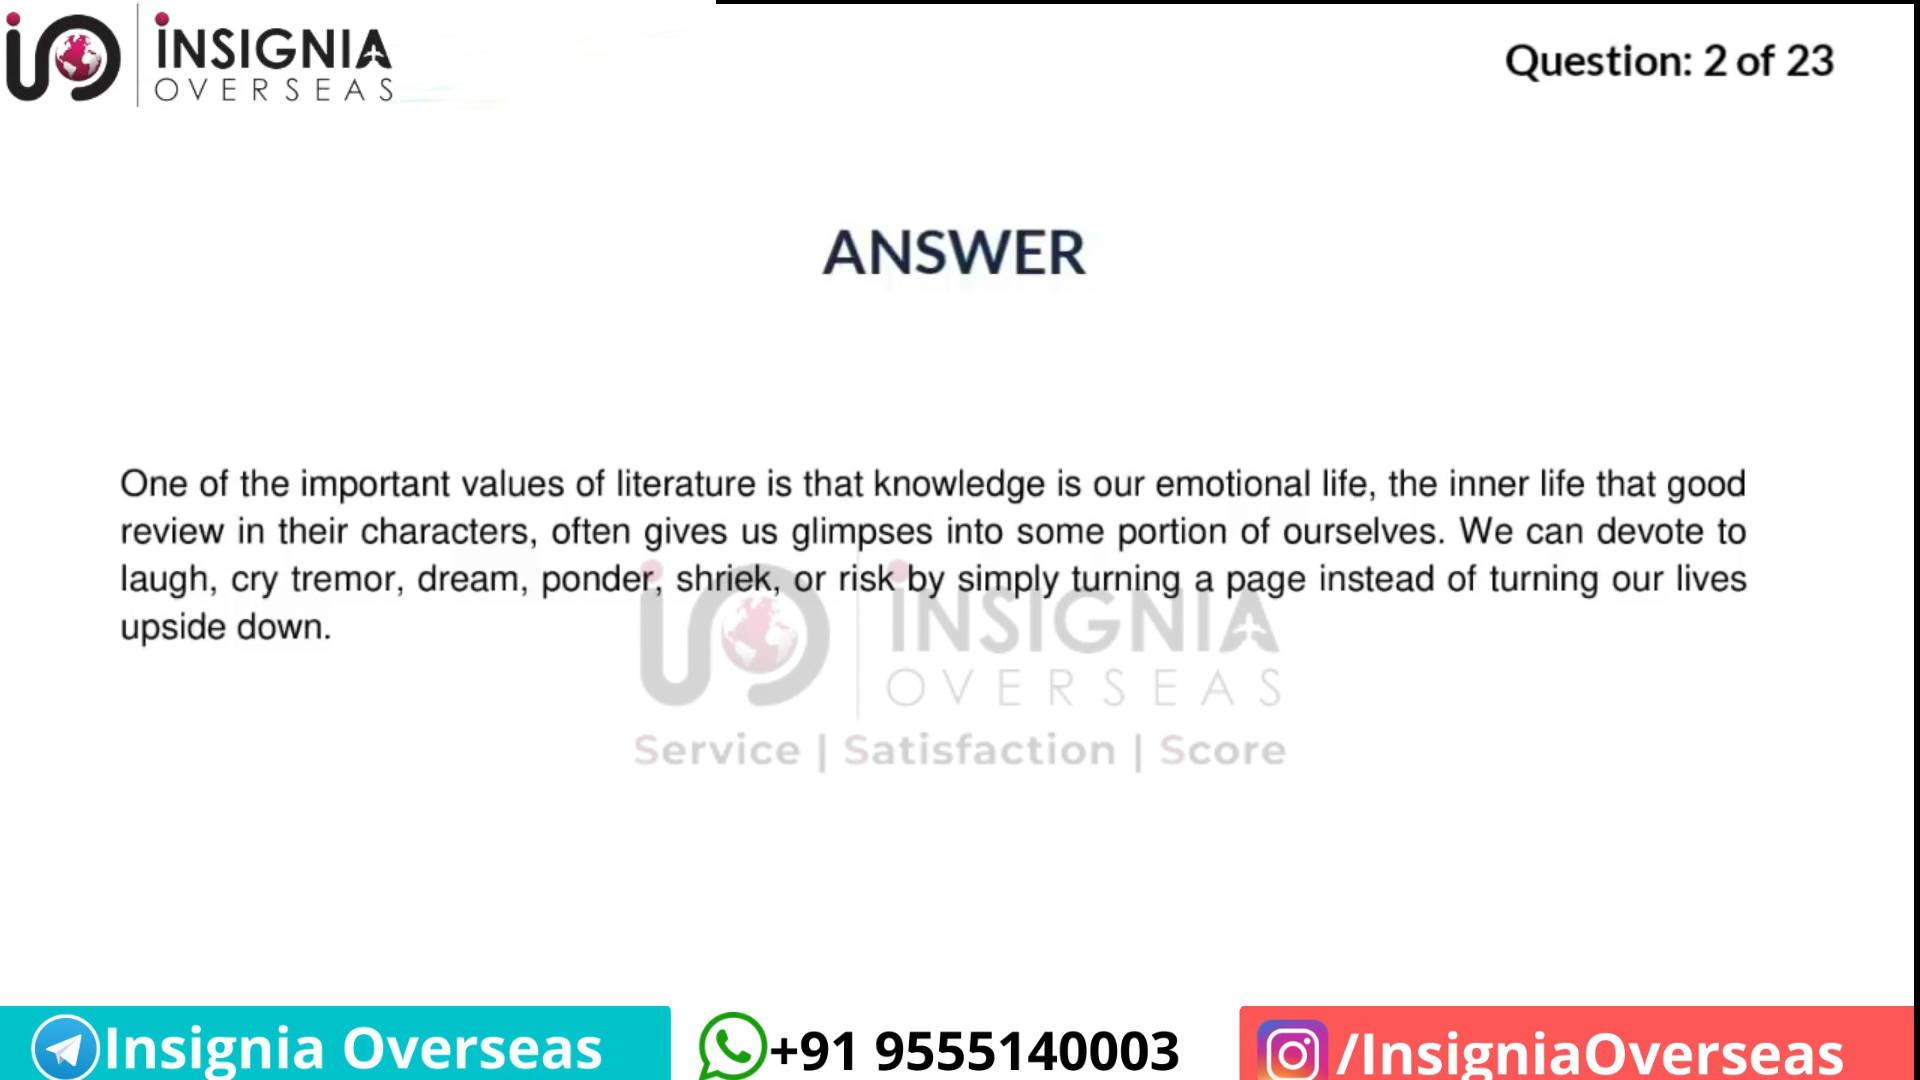 INSIGNIA
OVERSEAS
Question: 2 of 23
ANSWER
One of the important values of literature is that knowledge is our emotional life, the inner life that good
review in their characters, often gives us glimpses into some portion of ourselves. We can devote to
laugh, cry tremor, dream, ponder, shriek, or risk by simply turning a page instead of turning our lives
upside down.
INSIGNIA
OVERSEAS
Service | Satisfaction | Score
Insignia Overseas
+91 9555140003
/InsigniaOverseas